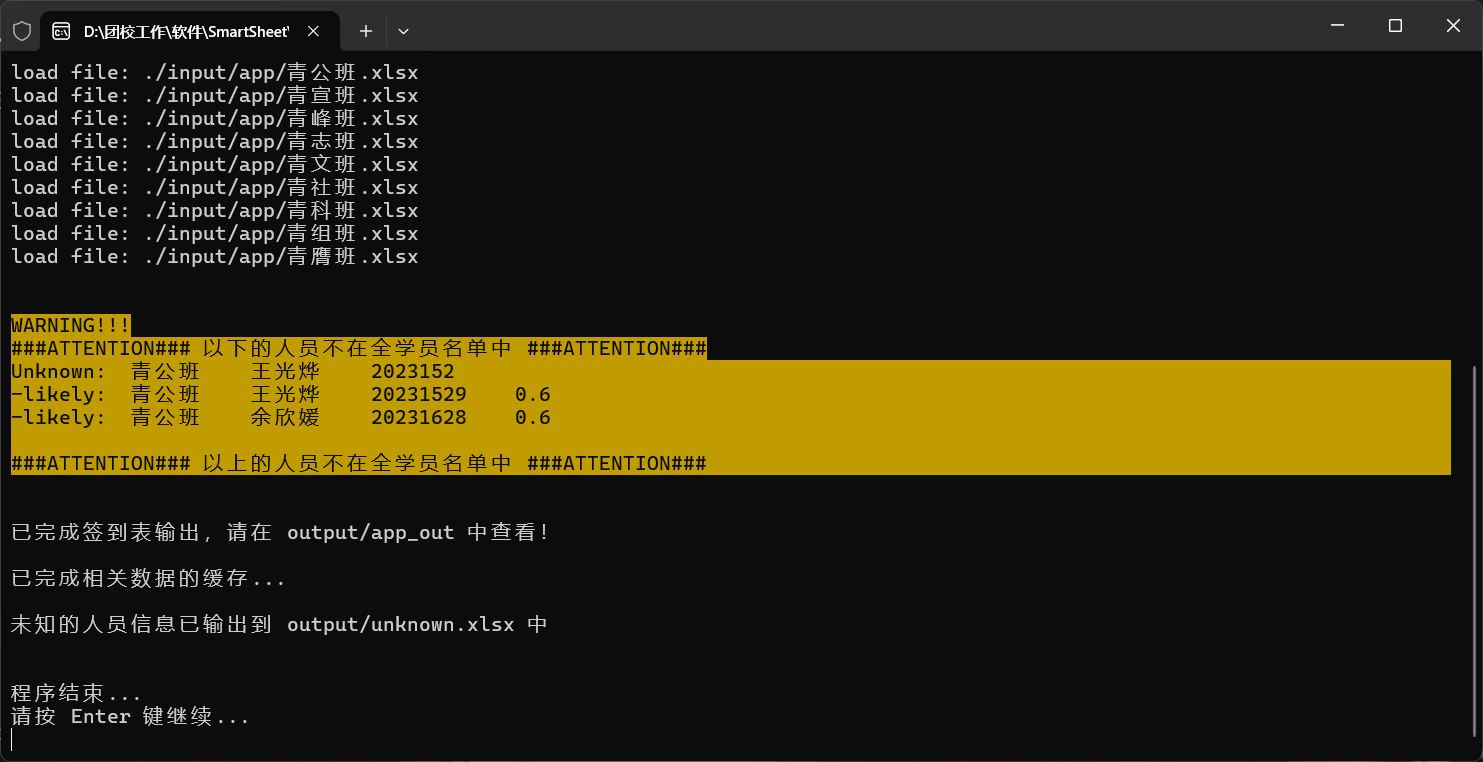 D:\团校工作\软件\SmartSheet\
load file: ./input/app/青公班.xlsx
load file: ./input/app/青宣班.xlsx
load file: ./input/app/青峰班.xlsx
load file: ./input/app/青志班.xlsx
load file: ./input/app/青文班.xlsx
load file: ./input/app/青社班.xlsx
load file: ./input/app/青科班.xlsx
load file: ./input/app/青组班.xlsx
load file: ./input/app/青膺班.xlsx
WARNING!!!
###ATTENTION### 以下的人员不在全学员名单中 ###ATTENTION###
Unknown: 青公班 王光烨 2023152
-likely: 青公班 王光烨 20231529 0.6
-likely: 青公班 余欣媛 20231628 0.6
###ATTENTION### 以上的人员不在全学员名单中 ###ATTENTION###
已完成签到表输出，请在 output/app_out 中查看！
已完成相关数据的缓存...
未知的人员信息已输出到 output/unknown.xlsx 中
程序结束...
请按 Enter 键继续...